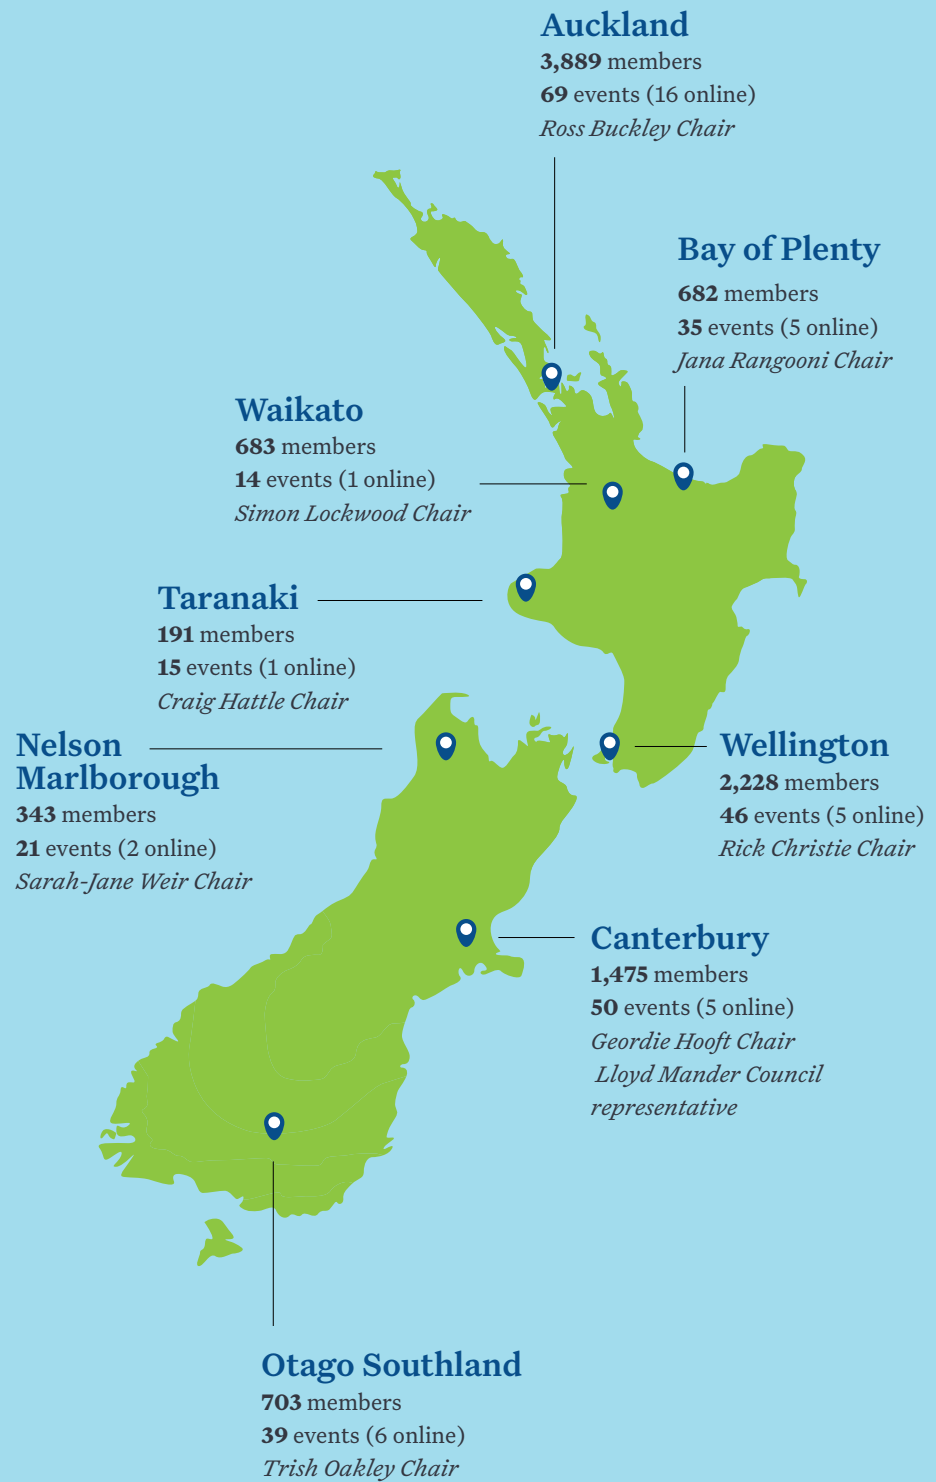 Auckland
3,889 members
69 events (16 online)
Ross Buckley Chair
Bay of Plenty
682 members
35 events (5 online)
Jana Rangooni Chair
Waikato
683 members
14 events (1 online)
Simon Lockwood Chair
Taranaki
191 members
15 events (1 online)
Craig Hattle Chair
Nelson
Marlborough
343 members
21 events (2 online)
Sarah-Jane Weir Chair
Wellington
2,228 members
46 events (5 online)
Rick Christie Chair
Canterbury
1,475 members
50 events (5 online)
Geordie Hooft Chair
Lloyd Mander Council
representative
Otago Southland
703 members
39 events (6 online)
Trish Oakley Chair